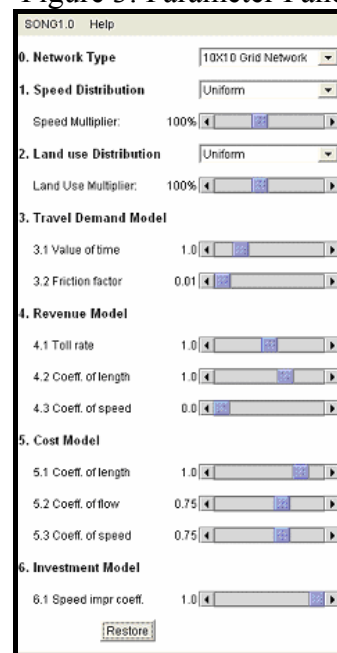 SONG1.0 Help
0. Network Type 10X10 Grid Network
1. Speed Distribution Uniform
Speed Multiplier: 100%
2. Land use Distribution Uniform
Land Use Multiplier: 100%
3. Travel Demand Model
3.1 Value of time 1.0
3.2 Friction factor 0.01
4. Revenue Model
4.1 Toll rate 1.0
4.2 Coeff. of length 1.0
4.3 Coeff. of speed 0.0
5. Cost Model
5.1 Coeff. of length 1.0
5.2 Coeff. of flow 0.75
5.3 Coeff. of speed 0.75
6. Investment Model
6.1 Speed impr coeff. 1.0
Restore